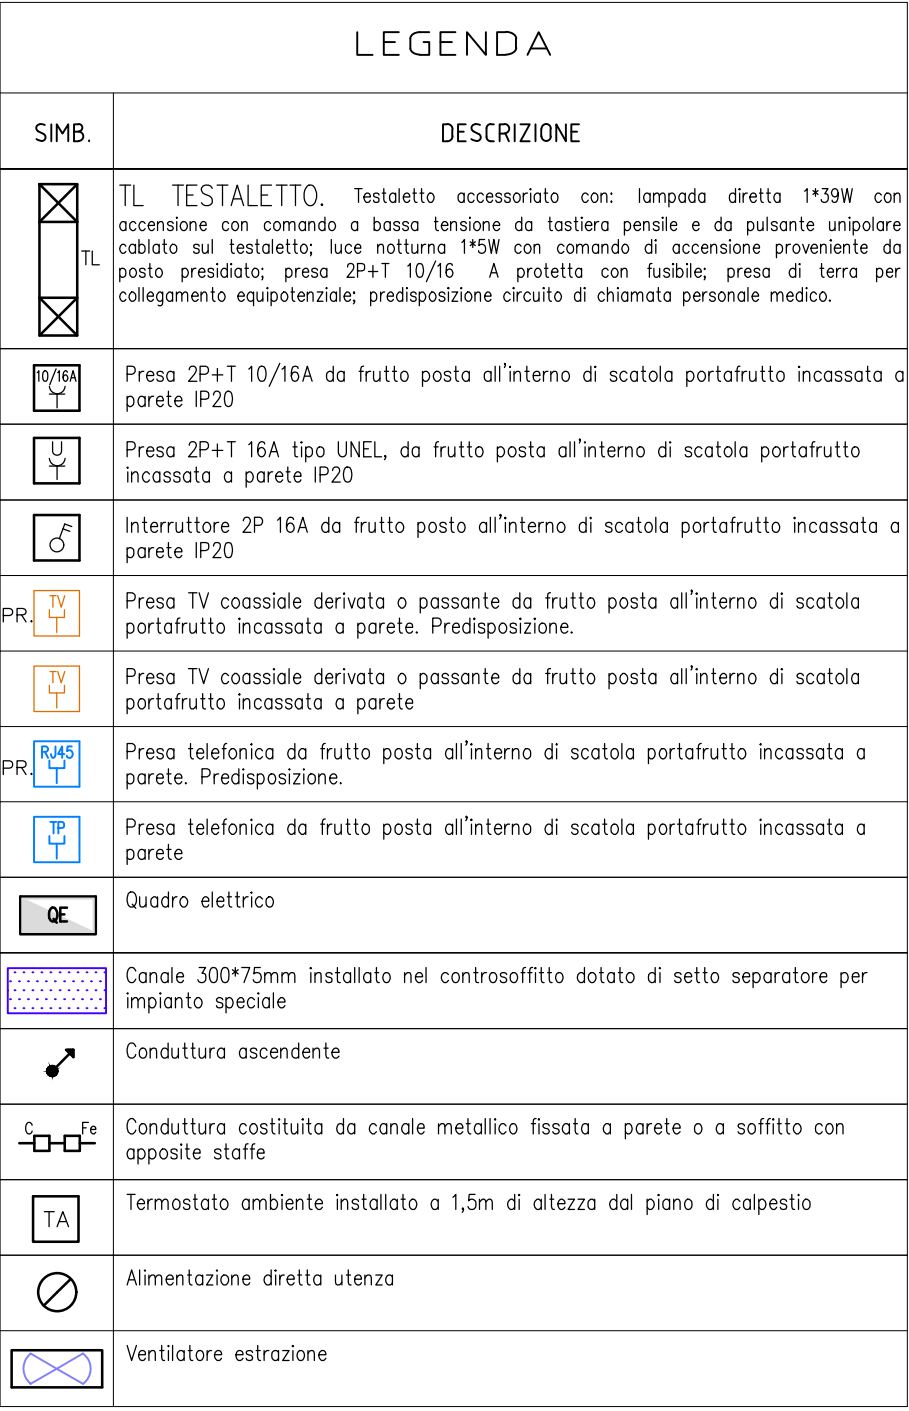 LEGENDA
SIMB.
DESCRIZIONE
TL
TL TESTALETTO. Testaletto accessoriato con: lampada diretta 1*39W con
accensione con comando a bassa tensione da tastiera pensile e da pulsante unipolare
cablato sul testaletto; luce notturna 1*5W con comando di accensione proveniente da
posto presidiato; presa 2P+T 10/16 A protetta con fusibile; presa di terra per
collegamento equipotenziale; predisposizione circuito di chiamata personale medico.
10/16A
Presa 2P+T 10/16A da frutto posta all'interno di scatola portafrutto incassata a
parete IP20
U
Presa 2P+T 16A tipo UNEL, da frutto posta all'interno di scatola portafrutto
incassata a parete IP20
Interruttore 2P 16A da frutto posto all'interno di scatola portafrutto incassata a
parete IP20
PR.
TV
Presa TV coassiale derivata o passante da frutto posta all'interno di scatola
portafrutto incassata a parete. Predisposizione.
TV
Presa TV coassiale derivata o passante da frutto posta all'interno di scatola
portafrutto incassata a parete
PR.
RJ45
Presa telefonica da frutto posta all'interno di scatola portafrutto incassata a
parete. Predisposizione.
TP
Presa telefonica da frutto posta all'interno di scatola portafrutto incassata a
parete
QE
Quadro elettrico
Canale 300*75mm installato nel controsoffitto dotato di setto separatore per
impianto speciale
Conduttura ascendente
C Fe
Conduttura costituita da canale metallico fissata a parete o a soffitto con
apposite staffe
TA
Termostato ambiente installato a 1,5m di altezza dal piano di calpestio
Alimentazione diretta utenza
Ventilatore estrazione